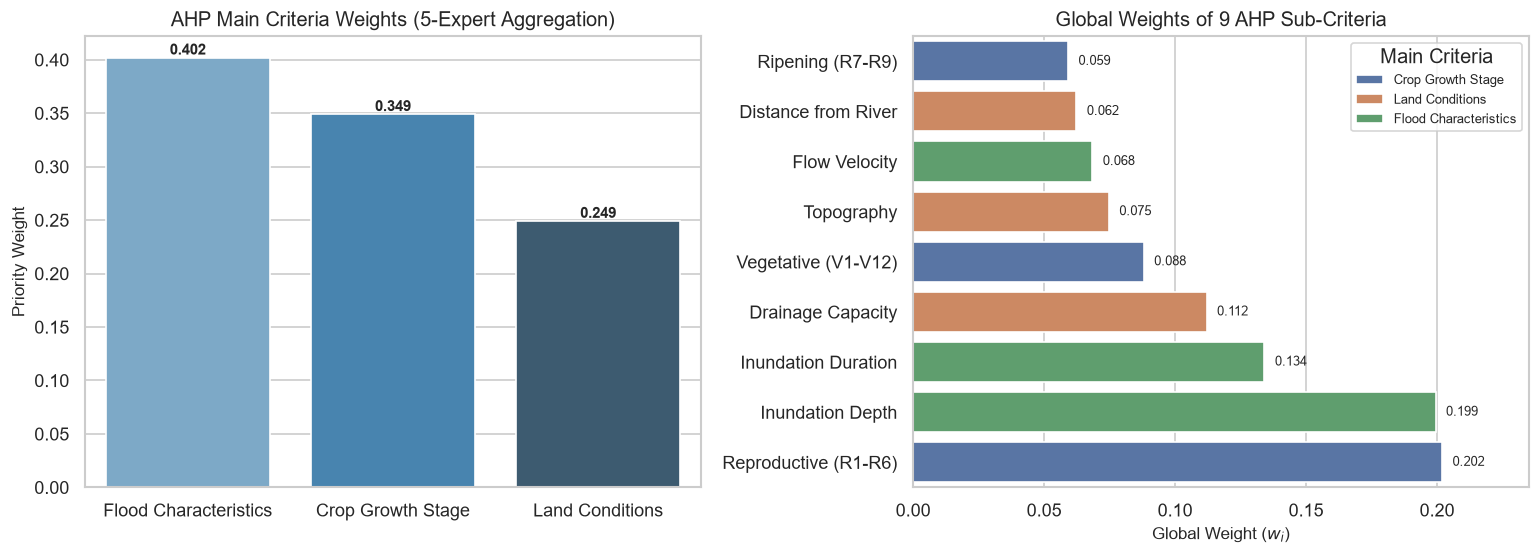 AHP Main Criteria Weights (5-Expert Aggregation)
Priority Weight
0.40
0.35
0.30
0.25
0.20
0.15
0.10
0.05
0.00
0.402
0.349
0.249
Flood Characteristics
Crop Growth Stage
Land Conditions
Global Weights of 9 AHP Sub-Criteria
Ripening (R7-R9) 0.059
Distance from River 0.062
Flow Velocity 0.068
Topography 0.075
Vegetative (V1-V12) 0.088
Drainage Capacity 0.112
Inundation Duration 0.134
Inundation Depth 0.199
Reproductive (R1-R6) 0.202
Main Criteria
Crop Growth Stage
Land Conditions
Flood Characteristics
0.00 0.05 0.10 0.15 0.20
Global Weight (wᵢ)